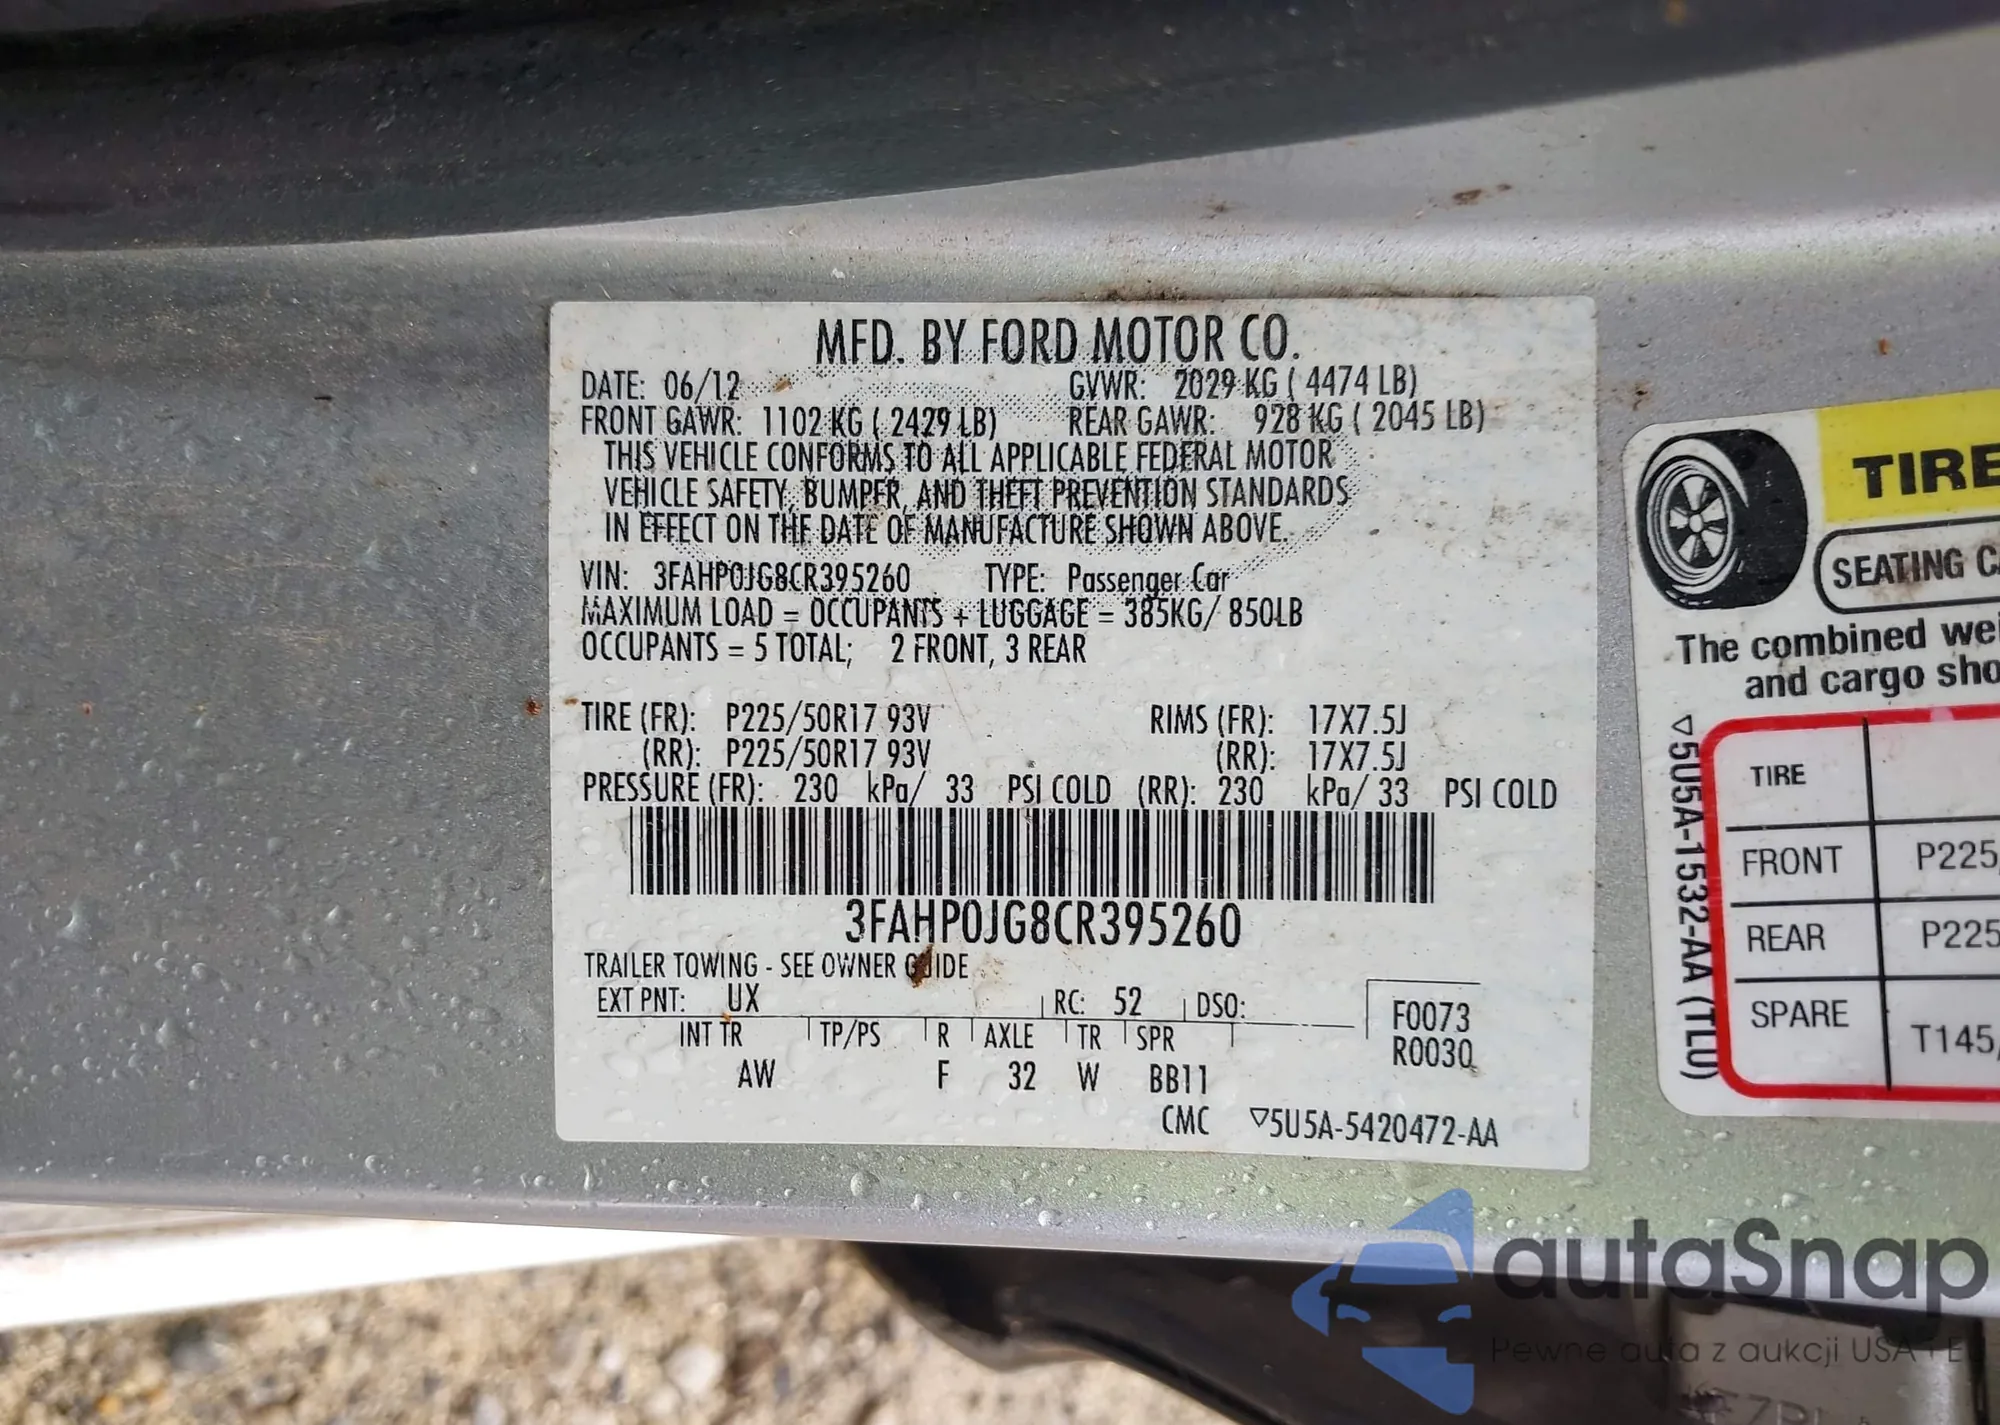 MFD. BY FORD MOTOR CO.
DATE: 06/12 GVWR: 2029 KG ( 4474 LB)
FRONT GAWR: 1102 KG ( 2429 LB) REAR GAWR: 928 KG ( 2045 LB)
THIS VEHICLE CONFORMS TO ALL APPLICABLE FEDERAL MOTOR
VEHICLE SAFETY, BUMPER, AND THEFT PREVENTION STANDARDS
IN EFFECT ON THE DATE OF MANUFACTURE SHOWN ABOVE.
VIN: 3FAHP0JG8CR395260 TYPE: Passenger Car
MAXIMUM LOAD = OCCUPANTS + LUGGAGE = 385KG/ 850LB
OCCUPANTS = 5 TOTAL; 2 FRONT, 3 REAR
TIRE (FR): P225/50R17 93V RIMS (FR): 17X7.5J
(RR): P225/50R17 93V (RR): 17X7.5J
PRESSURE (FR): 230 kPa/ 33 PSI COLD (RR): 230 kPa/ 33 PSI COLD
3FAHP0JG8CR395260
TRAILER TOWING - SEE OWNER GUIDE
EXT PNT: UX RC: 52 DSO: F0073
INT TR TP/PS R AXLE TR SPR R0030
AW F 32 W BB11
CMC ▽5U5A-5420472-AA
TIRE
SEATING
The combined
and cargo
▽5U5A-1532-AA (TLU)
TIRE
FRONT P225
REAR P225
SPARE T145
autaSnap
Pewne auta z aukcji USA